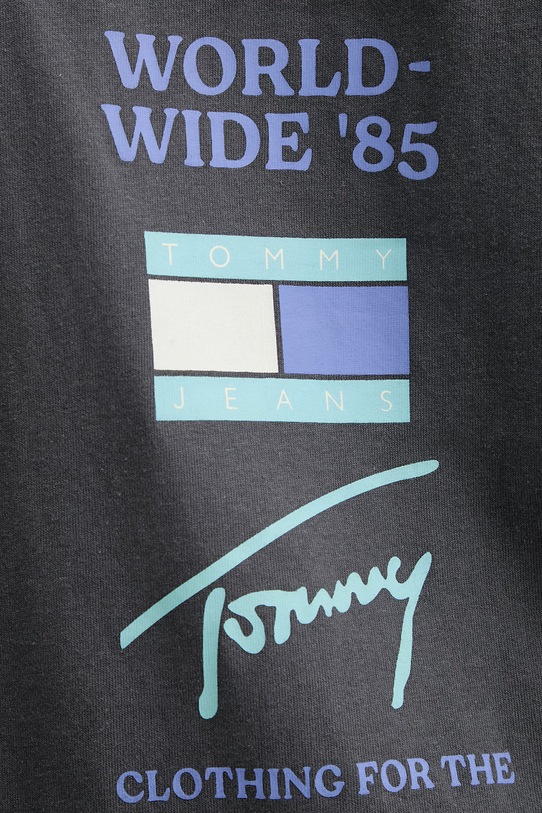 WORLD-
WIDE '85
TOMMY
JEANS
Tommy
CLOTHING FOR THE